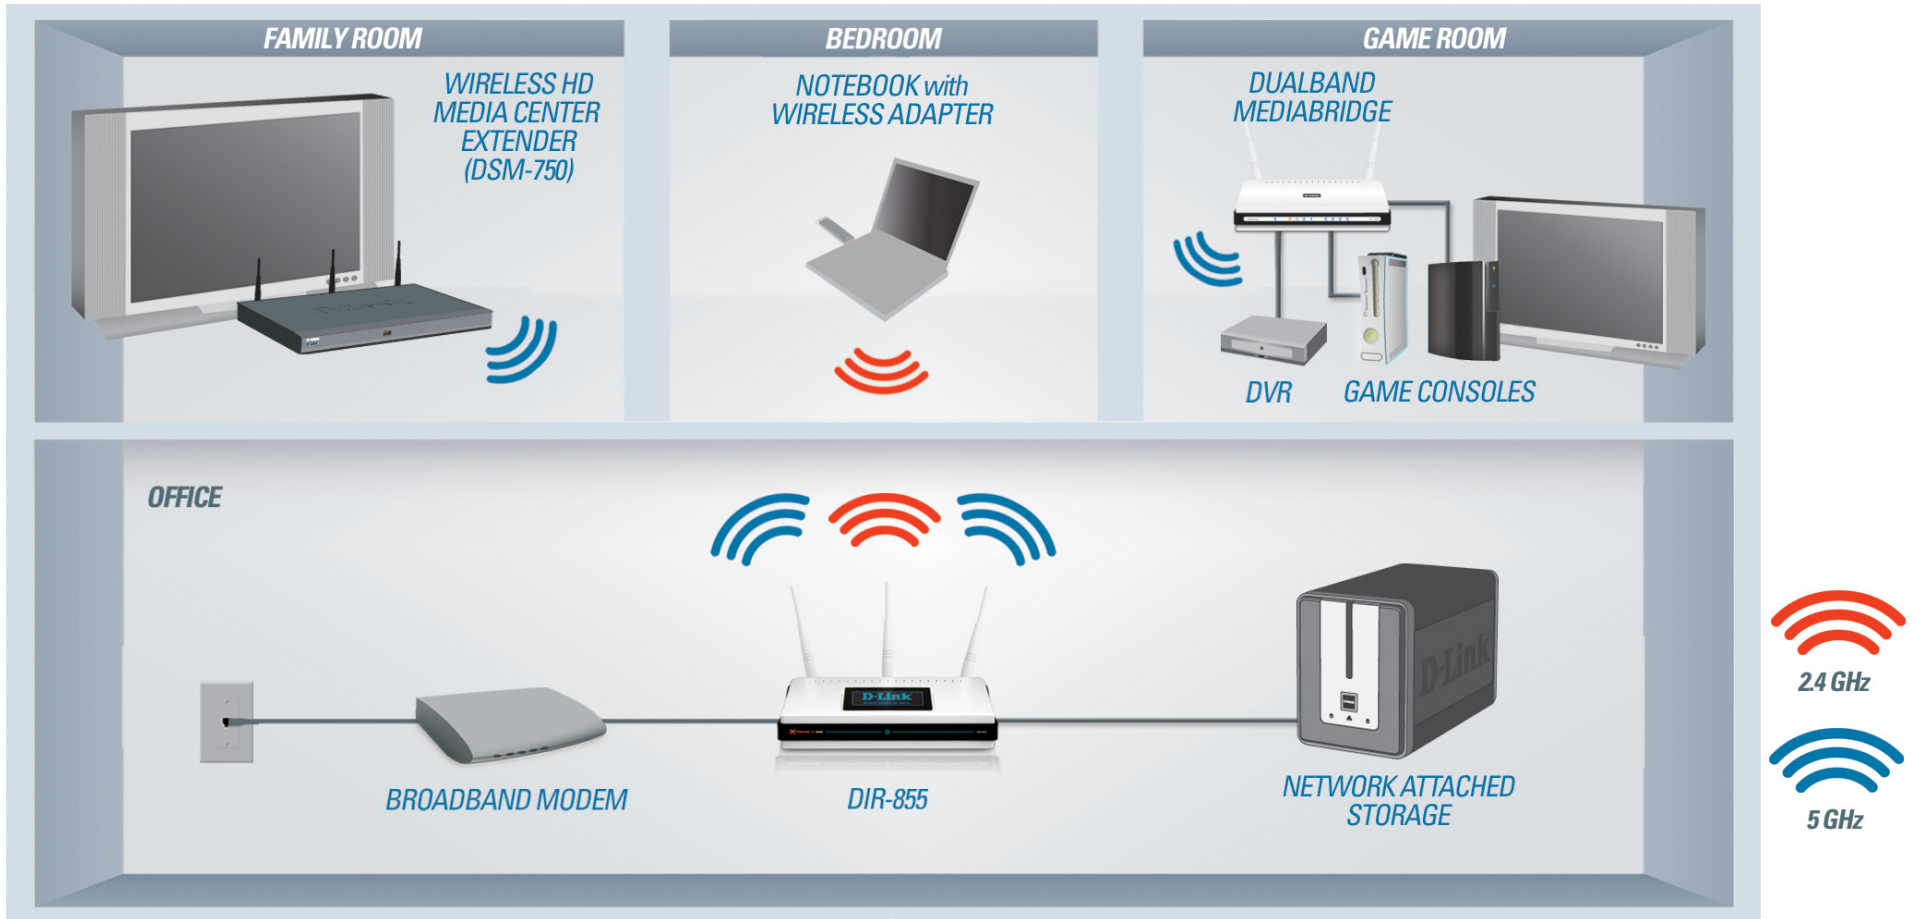 FAMILY ROOM
BEDROOM
GAME ROOM
WIRELESS HD
MEDIA CENTER
EXTENDER
(DSM-750)
NOTEBOOK with
WIRELESS ADAPTER
DUALBAND
MEDIABRIDGE
DVR
GAME CONSOLES
OFFICE
D-Link
D-Link
BROADBAND MODEM
DIR-855
NETWORK ATTACHED
STORAGE
2.4 GHz
5 GHz